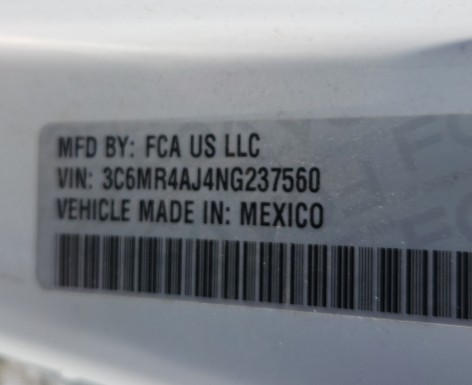 MFD BY: FCA US LLC
VIN: 3C6MR4AJ4NG237560
VEHICLE MADE IN: MEXICO